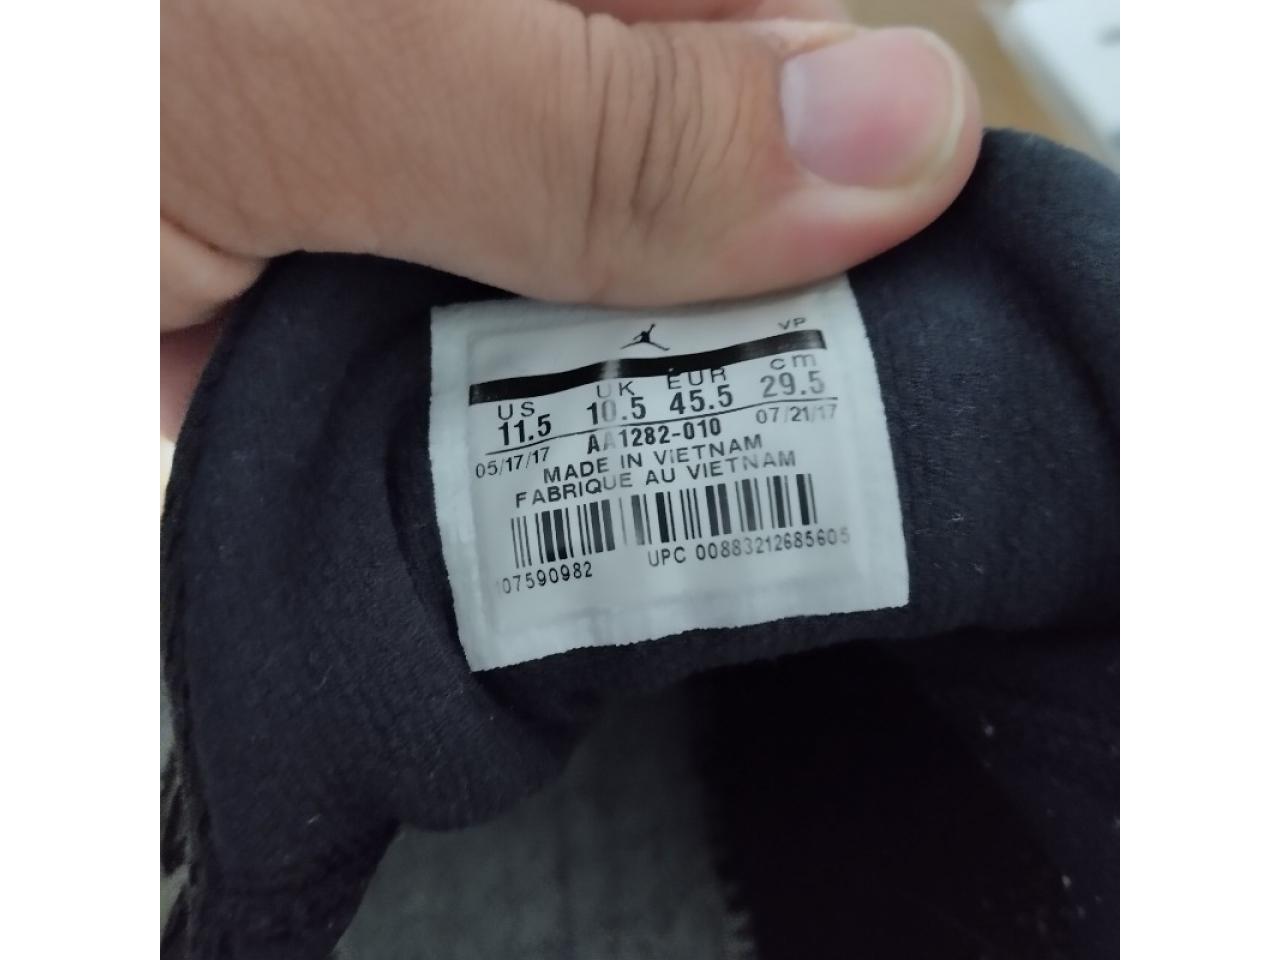 VP
US UK EUR cm
11.5 10.5 45.5 29.5
05/17/17 AA1282-010 07/21/17
MADE IN VIETNAM
FABRIQUE AU VIETNAM
UPC 00883212685605
07590982